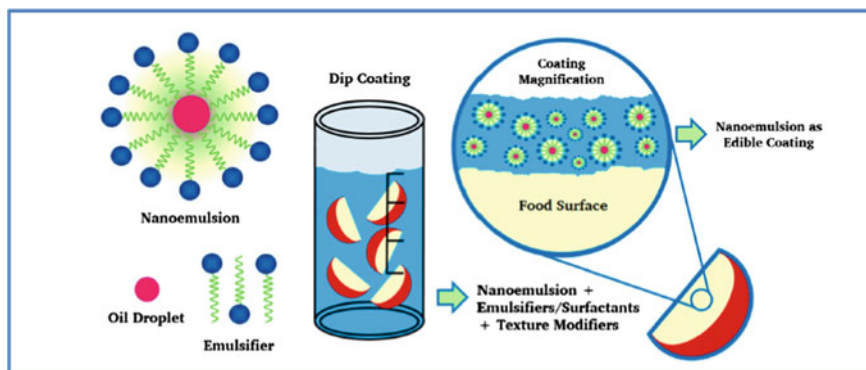 Nanoemulsion
Oil Droplet
Emulsifier
Dip Coating
Nanoemulsion +
Emulsifiers/Surfactants
+ Texture Modifiers
Coating
Magnification
Food Surface
Nanoemulsion as
Edible Coating